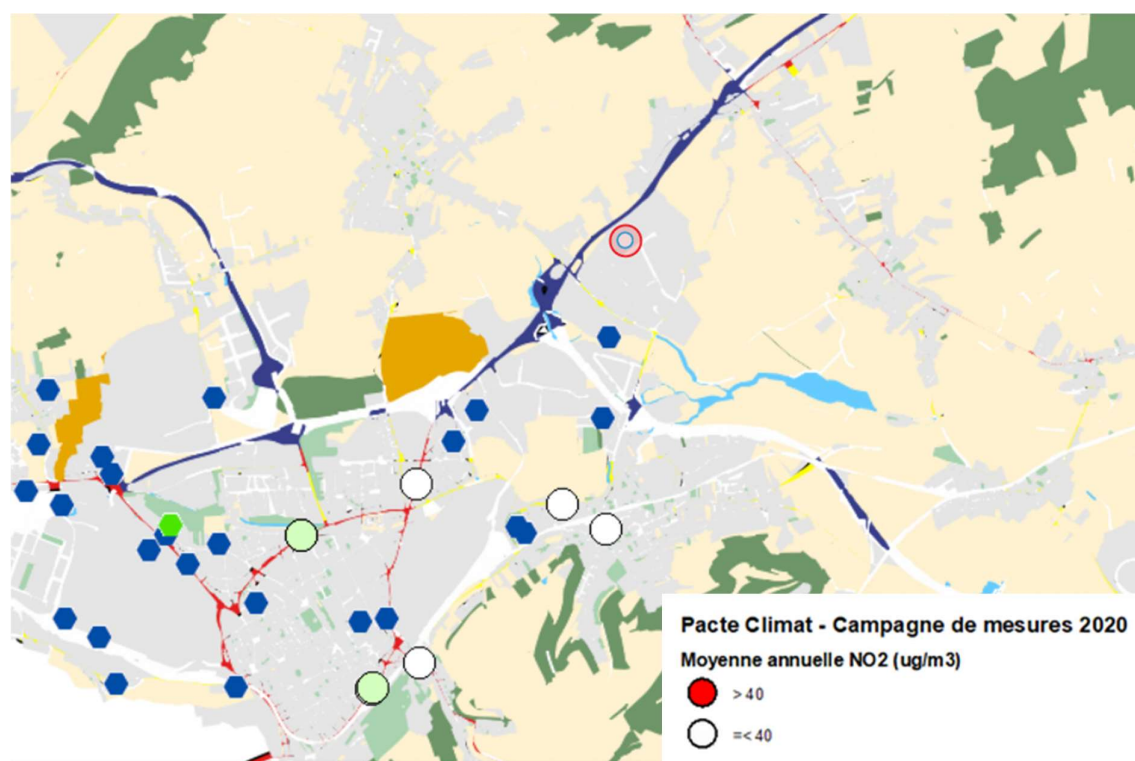 Pacte Climat - Campagne de mesures 2020
Moyenne annuelle NO2 (ug/m3)
> 40
=< 40